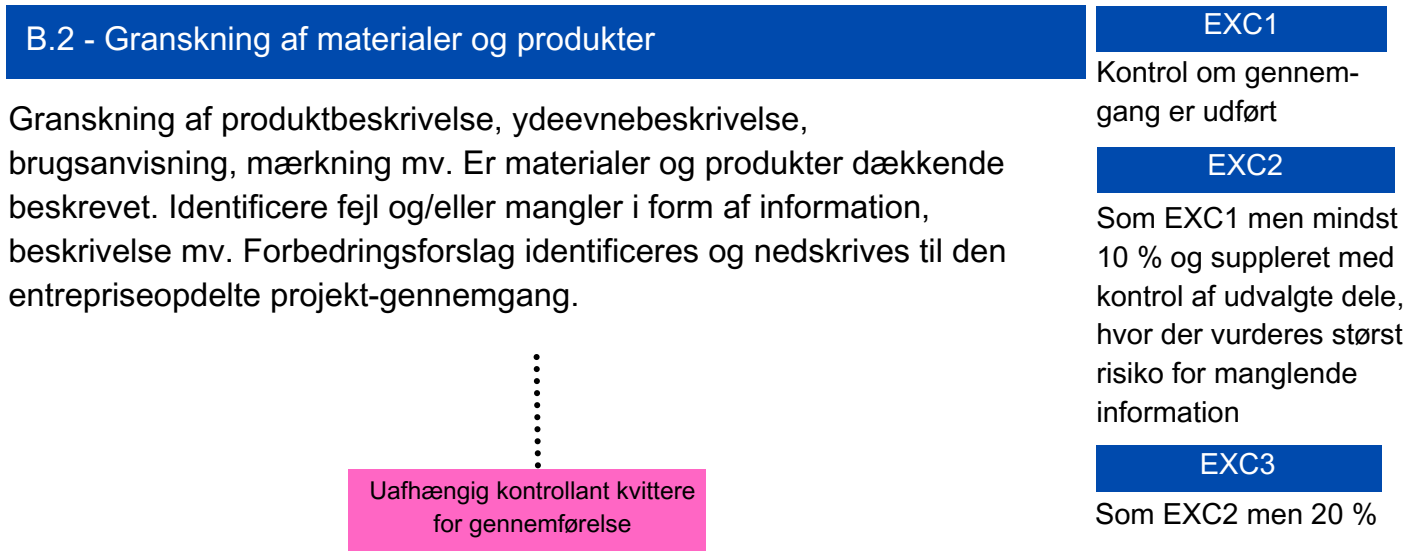 B.2 - Granskning af materialer og produkter
Granskning af produktbeskrivelse, ydeevnebeskrivelse,
brugsanvisning, mærkning mv. Er materialer og produkter dækkende
beskrevet. Identificere fejl og/eller mangler i form af information,
beskrivelse mv. Forbedringsforslag identificeres og nedskrives til den
entrepriseopdelte projekt-gennemgang.
Uafhængig kontrollant kvittere
for gennemførelse
EXC1
Kontrol om gennem-
gang er udført
EXC2
Som EXC1 men mindst
10 % og suppleret med
kontrol af udvalgte dele,
hvor der vurderes størst
risiko for manglende
information
EXC3
Som EXC2 men 20 %